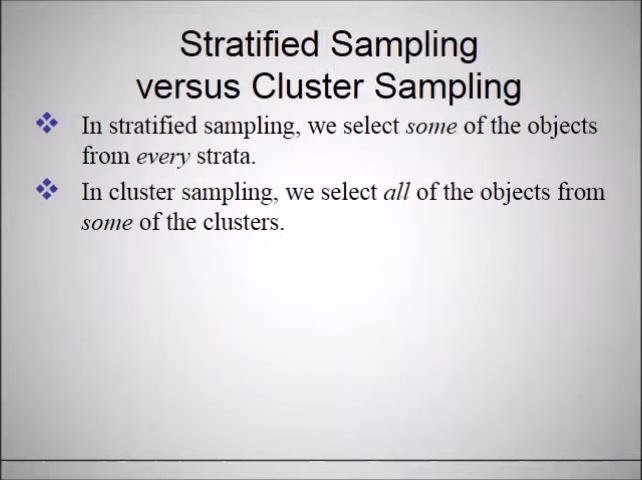 Stratified Sampling
versus Cluster Sampling
In stratified sampling, we select some of the objects
from every strata.
In cluster sampling, we select all of the objects from
some of the clusters.